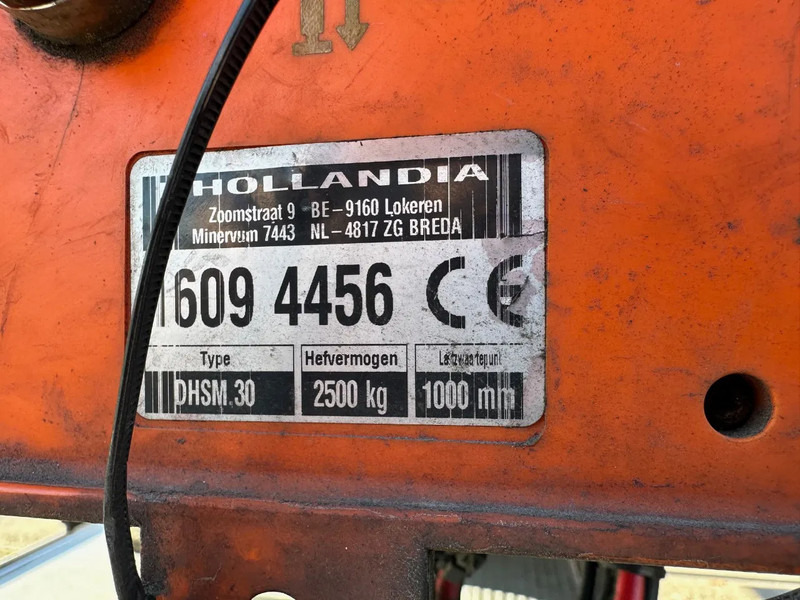 HOLLANDIA
Zoomstraat 9 BE-9160 Lokeren
Minervum 7443 NL-4817 ZG BREDA
1609 4456 CE
Type Hefvermogen Lastzwaartepunt
DHSM.30 2500 kg 1000 mm